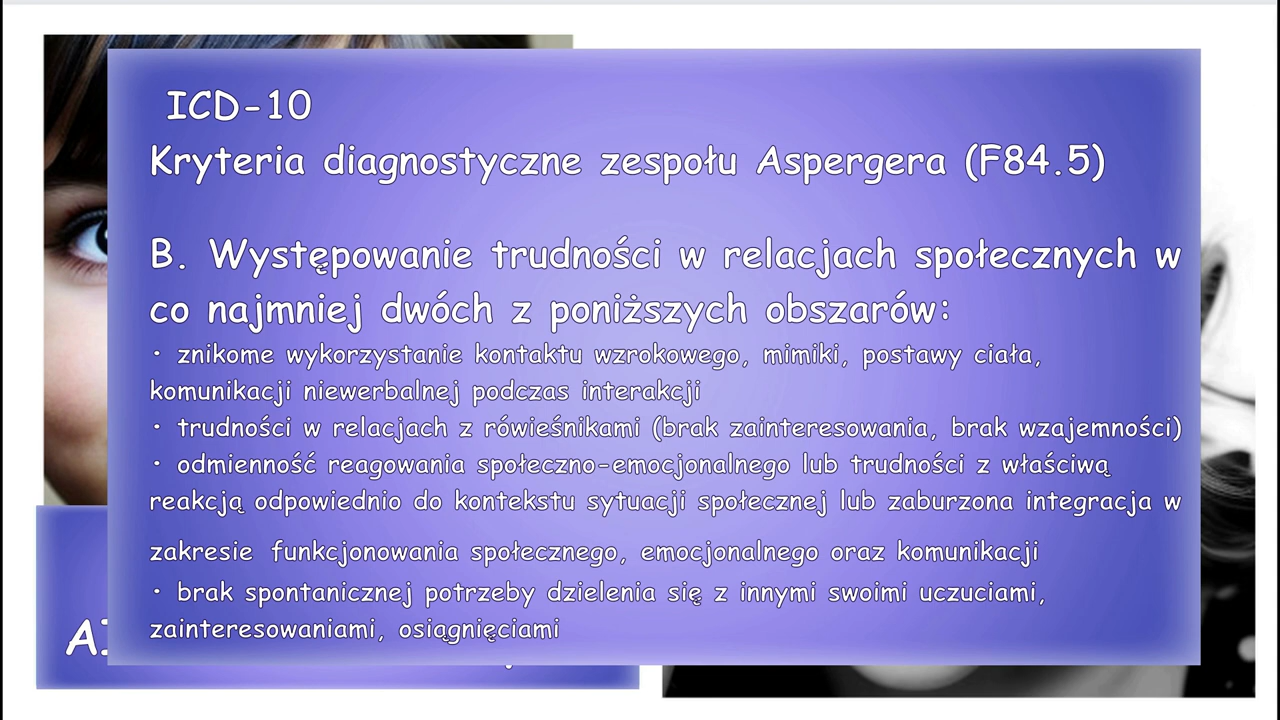 ICD-10
Kryteria diagnostyczne zespołu Aspergera (F84.5)
B. Występowanie trudności w relacjach społecznych w
co najmniej dwóch z poniższych obszarów:
• znikome wykorzystanie kontaktu wzrokowego, mimiki, postawy ciała,
komunikacji niewerbalnej podczas interakcji
• trudności w relacjach z rówieśnikami (brak zainteresowania, brak wzajemności)
• odmienność reagowania społeczno-emocjonalnego lub trudności z właściwą
reakcją odpowiednio do kontekstu sytuacji społecznej lub zaburzona integracja w
zakresie funkcjonowania społecznego, emocjonalnego oraz komunikacji
• brak spontanicznej potrzeby dzielenia się z innymi swoimi uczuciami,
zainteresowaniami, osiągnięciami